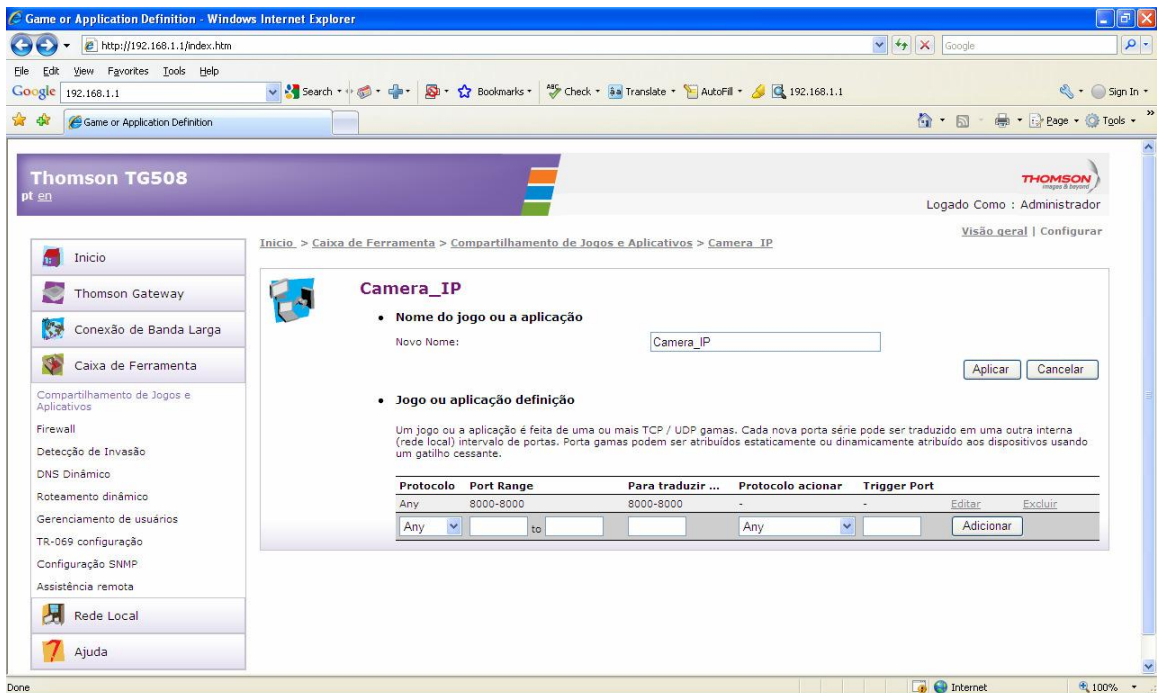 Game or Application Definition - Windows Internet Explorer
http://192.168.1.1/index.htm
Google
File Edit View Favorites Tools Help
Google 192.168.1.1 Search Bookmarks Check Translate AutoFill 192.168.1.1 Sign In
Game or Application Definition
Page Tools
Thomson TG508
pt en
THOMSON
images & beyond
Logado Como : Administrador
Visão geral | Configurar
Inicio > Caixa de Ferramenta > Compartilhamento de Jogos e Aplicativos > Camera_IP
Inicio
Thomson Gateway
Conexão de Banda Larga
Caixa de Ferramenta
Compartilhamento de Jogos e
Aplicativos
Firewall
Detecção de Invasão
DNS Dinâmico
Roteamento dinâmico
Gerenciamento de usuários
TR-069 configuração
Configuração SNMP
Assistência remota
Rede Local
Ajuda
Camera_IP
Nome do jogo ou a aplicação
Novo Nome: Camera_IP
Aplicar Cancelar
Jogo ou aplicação definição
Um jogo ou a aplicação é feita de uma ou mais TCP / UDP gamas. Cada nova porta série pode ser traduzido em uma outra interna
(rede local) intervalo de portas. Porta gamas podem ser atribuídos estaticamente ou dinamicamente atribuído aos dispositivos usando
um gatilho cessante.
Protocolo Port Range Para traduzir ... Protocolo acionar Trigger Port
Any 8000-8000 8000-8000 - - Editar Excluir
Any to Any Adicionar
Done Internet 100%